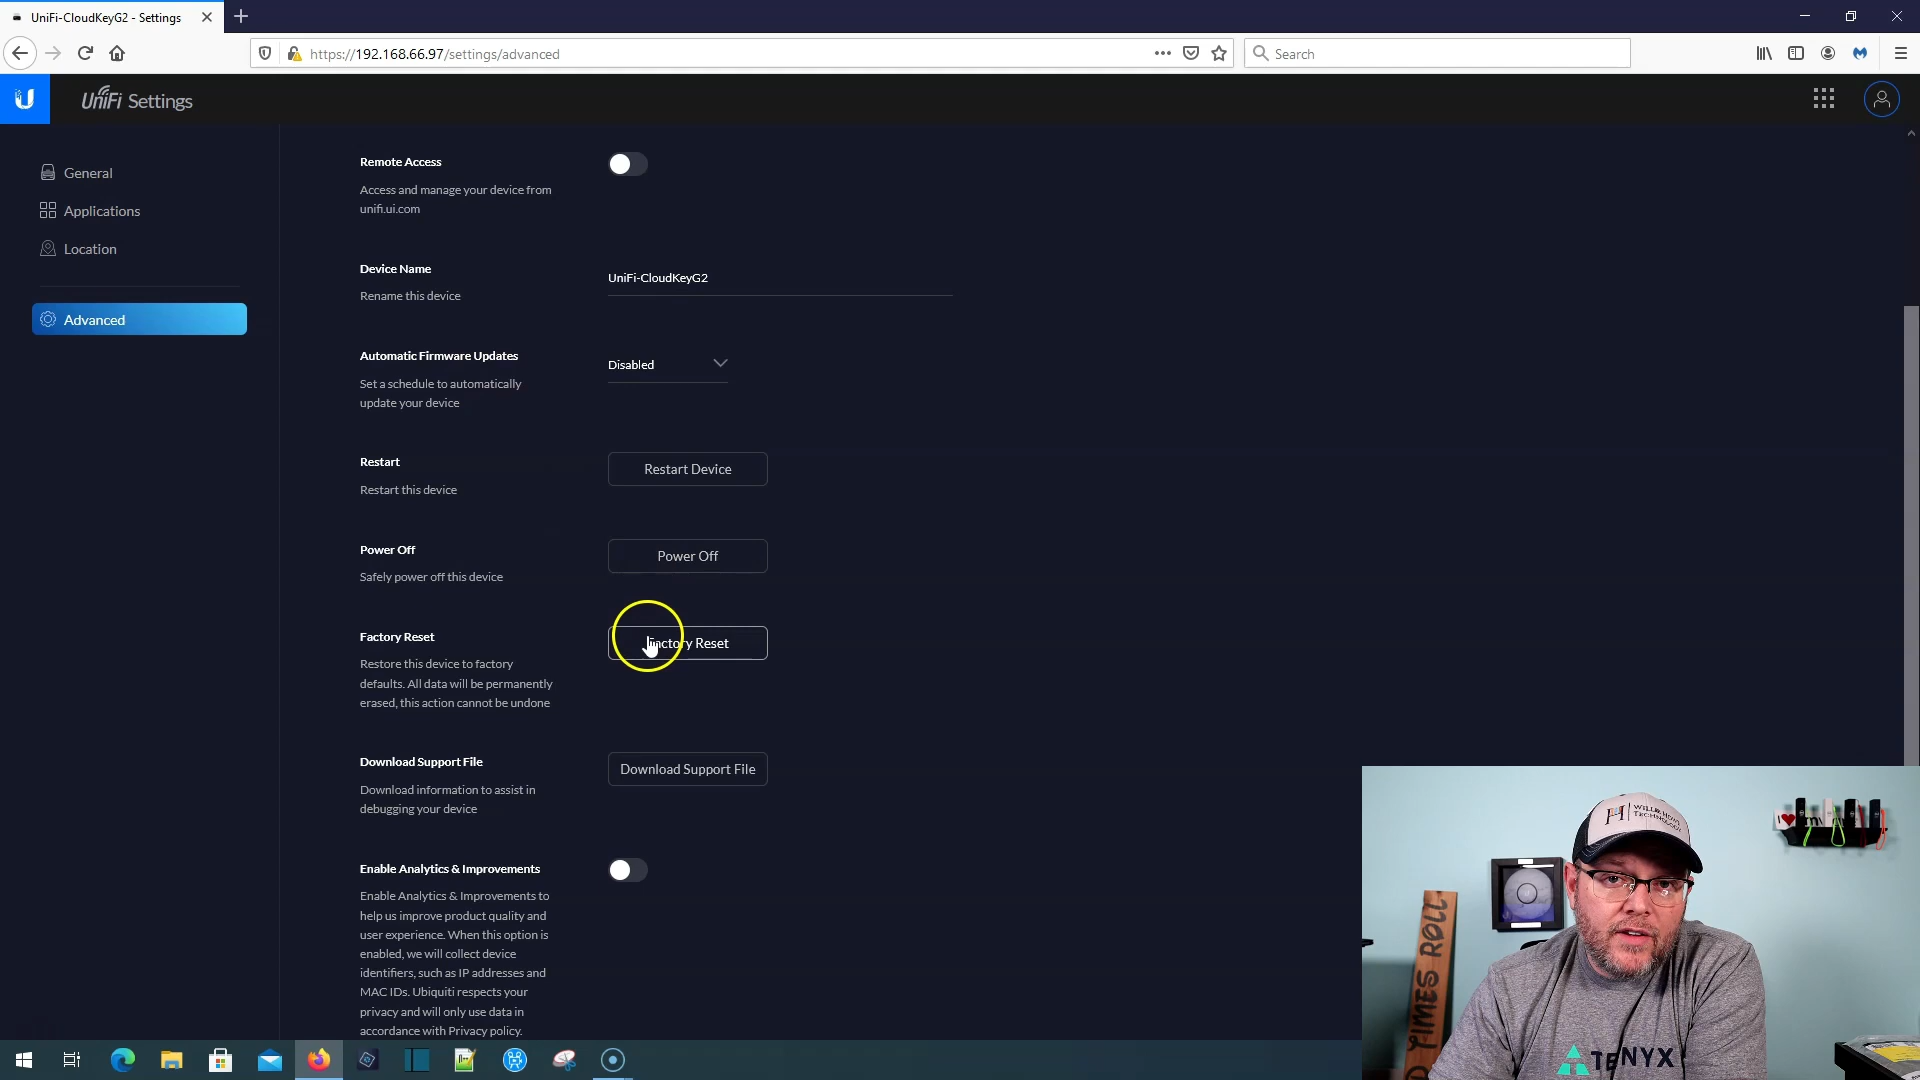 UniFi-CloudKeyG2 - Settings
https://192.168.66.97/settings/advanced
Search
UniFi Settings
General
Applications
Location
Advanced
Remote Access
Access and manage your device from
unifi.ui.com
Device Name
Rename this device
UniFi-CloudKeyG2
Automatic Firmware Updates
Set a schedule to automatically
update your device
Disabled
Restart
Restart this device
Restart Device
Power Off
Safely power off this device
Power Off
Factory Reset
Restore this device to factory
defaults. All data will be permanently
erased, this action cannot be undone
Factory Reset
Download Support File
Download information to assist in
debugging your device
Download Support File
Enable Analytics & Improvements
Enable Analytics & Improvements to
help us improve product quality and
user experience. When this option is
enabled, we will collect device
identifiers, such as IP addresses and
MAC IDs. Ubiquiti respects your
privacy and will only use data in
accordance with Privacy policy.
TECHNOLOGY
TIMES ROLL
TENYX